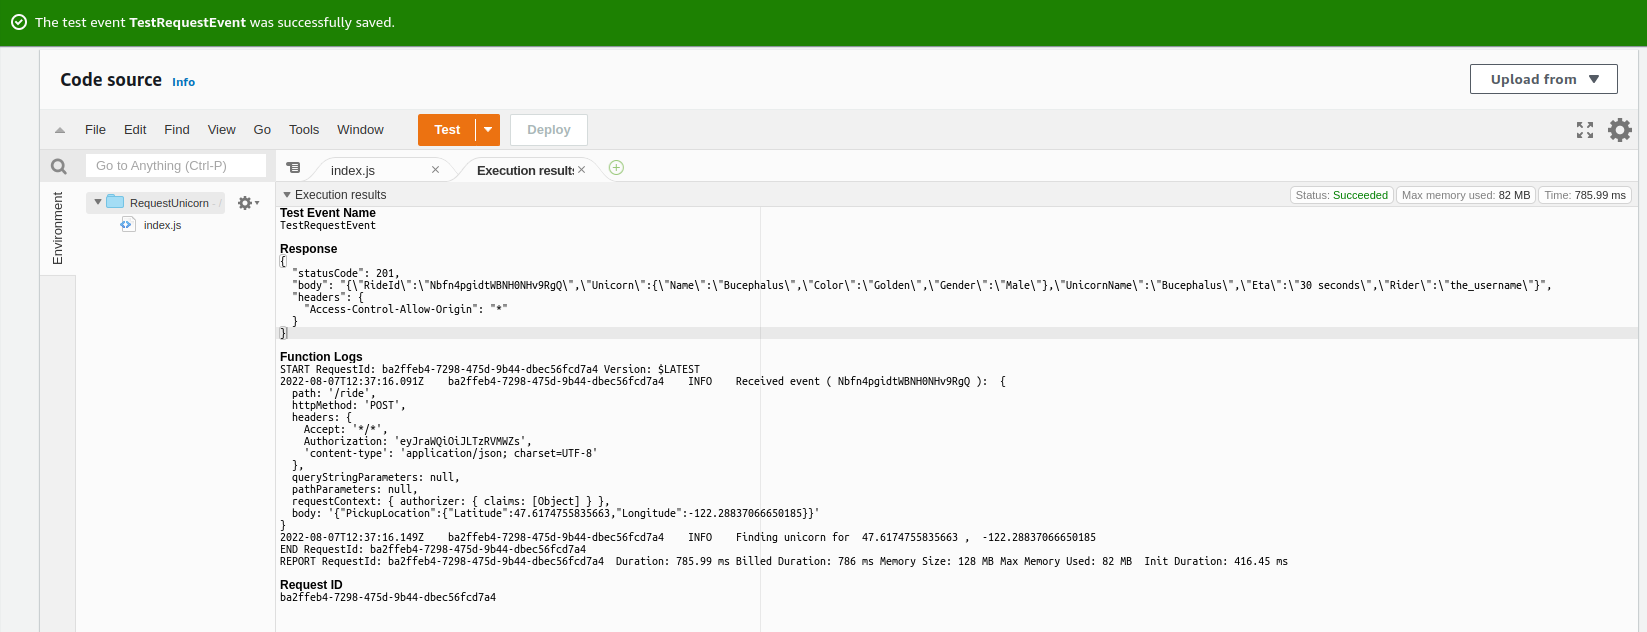 The test event TestRequestEvent was successfully saved.
Code source Info
Upload from
File Edit Find View Go Tools Window Test Deploy
Go to Anything (Ctrl-P)
index.js Execution results
Execution results Status: Succeeded Max memory used: 82 MB Time: 785.99 ms
Environment
RequestUnicorn - /
index.js
Test Event Name
TestRequestEvent
Response
{
"statusCode": 201,
"body": "{\"RideId\":\"Nbfn4pgidtWBNH0NHv9RgQ\",\"Unicorn\":{\"Name\":\"Bucephalus\",\"Color\":\"Golden\",\"Gender\":\"Male\"},\"UnicornName\":\"Bucephalus\",\"Eta\":\"30 seconds\",\"Rider\":\"the_username\"}",
"headers": {
"Access-Control-Allow-Origin": "*"
}
}
Function Logs
START RequestId: ba2ffeb4-7298-475d-9b44-dbec56fcd7a4 Version: $LATEST
2022-08-07T12:37:16.091Z ba2ffeb4-7298-475d-9b44-dbec56fcd7a4 INFO Received event ( Nbfn4pgidtWBNH0NHv9RgQ ): {
path: '/ride',
httpMethod: 'POST',
headers: {
Accept: '*/*',
Authorization: 'eyJraWQiOiJLTzRVMWZs',
'content-type': 'application/json; charset=UTF-8'
},
queryStringParameters: null,
pathParameters: null,
requestContext: { authorizer: { claims: [Object] } },
body: '{"PickupLocation":{"Latitude":47.6174755835663,"Longitude":-122.28837066650185}}'
}
2022-08-07T12:37:16.149Z ba2ffeb4-7298-475d-9b44-dbec56fcd7a4 INFO Finding unicorn for 47.6174755835663 , -122.28837066650185
END RequestId: ba2ffeb4-7298-475d-9b44-dbec56fcd7a4
REPORT RequestId: ba2ffeb4-7298-475d-9b44-dbec56fcd7a4 Duration: 785.99 ms Billed Duration: 786 ms Memory Size: 128 MB Max Memory Used: 82 MB Init Duration: 416.45 ms
Request ID
ba2ffeb4-7298-475d-9b44-dbec56fcd7a4